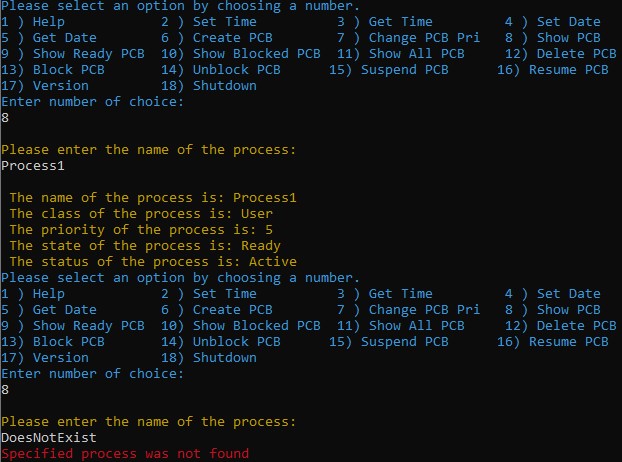 Please select an option by choosing a number.
1 ) Help 2 ) Set Time 3 ) Get Time 4 ) Set Date
5 ) Get Date 6 ) Create PCB 7 ) Change PCB Pri 8 ) Show PCB
9 ) Show Ready PCB 10) Show Blocked PCB 11) Show All PCB 12) Delete PCB
13) Block PCB 14) Unblock PCB 15) Suspend PCB 16) Resume PCB
17) Version 18) Shutdown
Enter number of choice:
8
Please enter the name of the process:
Process1
The name of the process is: Process1
The class of the process is: User
The priority of the process is: 5
The state of the process is: Ready
The status of the process is: Active
Please select an option by choosing a number.
1 ) Help 2 ) Set Time 3 ) Get Time 4 ) Set Date
5 ) Get Date 6 ) Create PCB 7 ) Change PCB Pri 8 ) Show PCB
9 ) Show Ready PCB 10) Show Blocked PCB 11) Show All PCB 12) Delete PCB
13) Block PCB 14) Unblock PCB 15) Suspend PCB 16) Resume PCB
17) Version 18) Shutdown
Enter number of choice:
8
Please enter the name of the process:
DoesNotExist
Specified process was not found